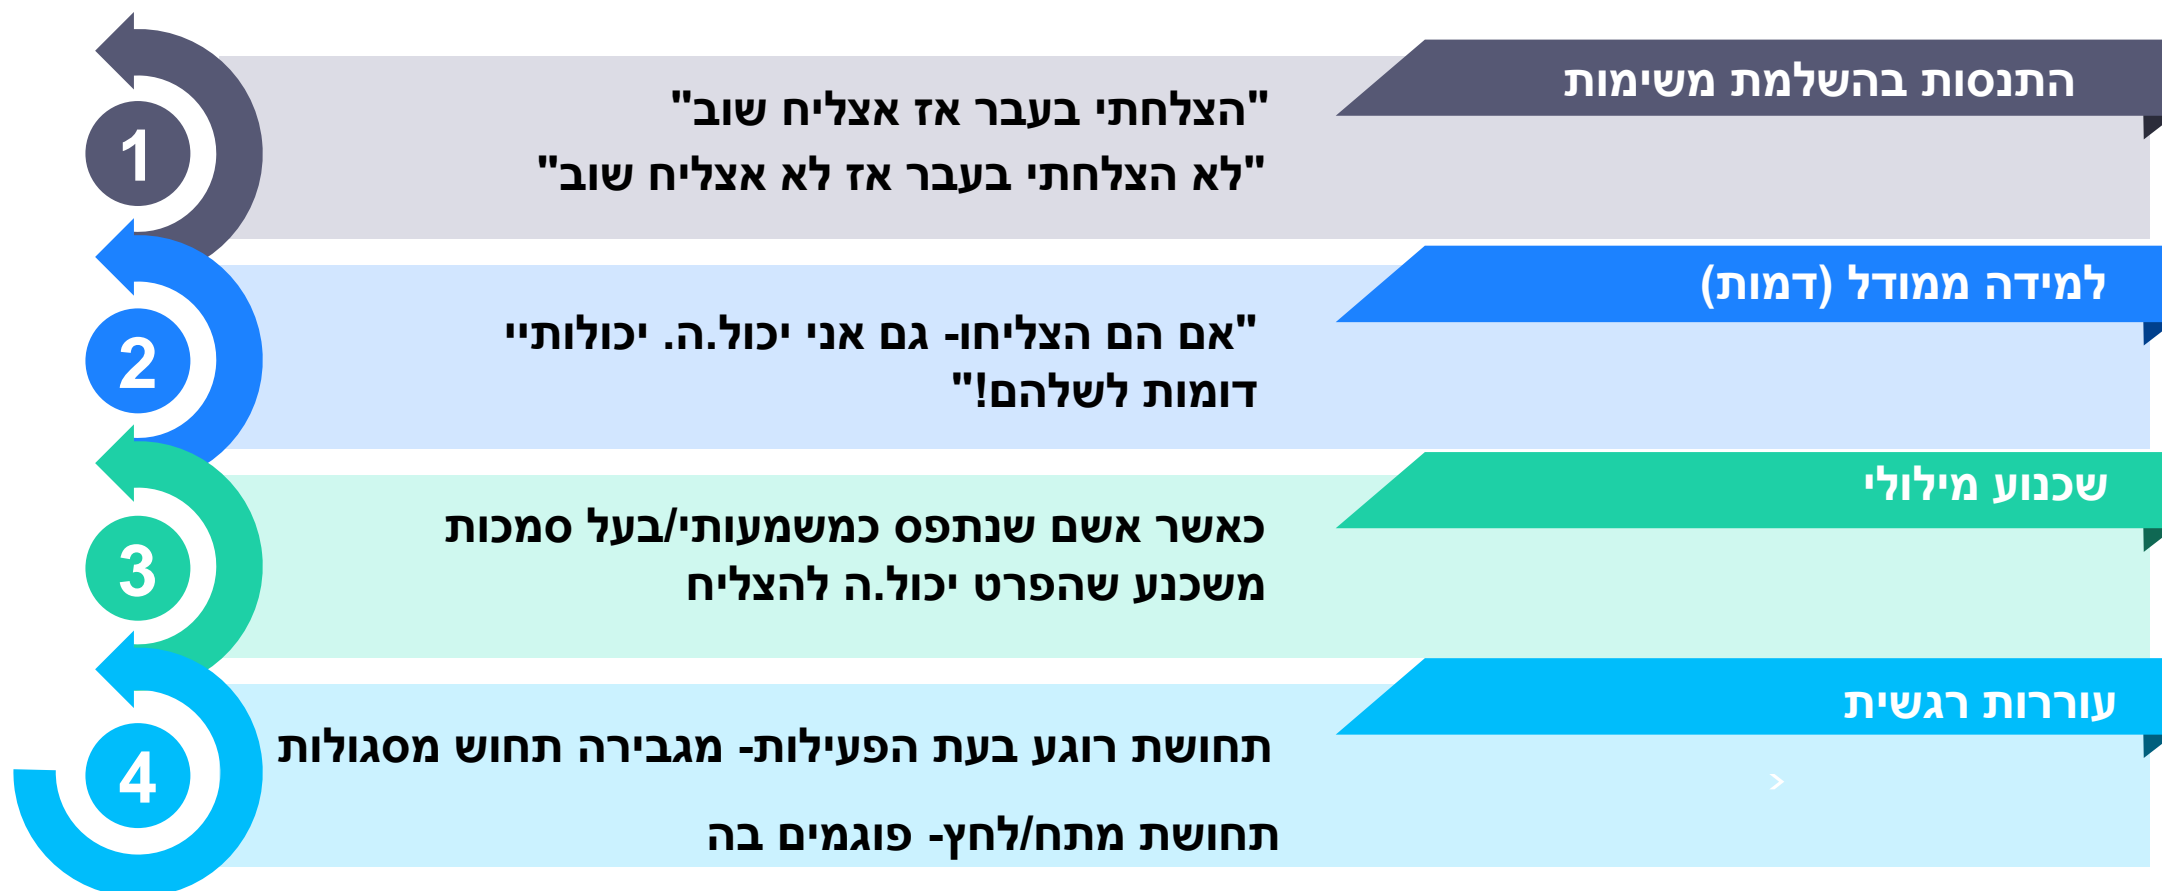 התנסות בהשלמת משימות
1
"הצלחתי בעבר אז אצליח שוב"
"לא הצלחתי בעבר אז לא אצליח שוב"
למידה ממודל (דמות)
2
"אם הם הצליחו- גם אני יכול.ה. יכולותיי
דומות לשלהם!"
שכנוע מילולי
3
כאשר אשם שנתפס כמשמעותי/בעל סמכות
משכנע שהפרט יכול.ה להצליח
עוררות רגשית
4
תחושת רוגע בעת הפעילות- מגבירה תחוש מסגולות
תחושת מתח/לחץ- פוגמים בה